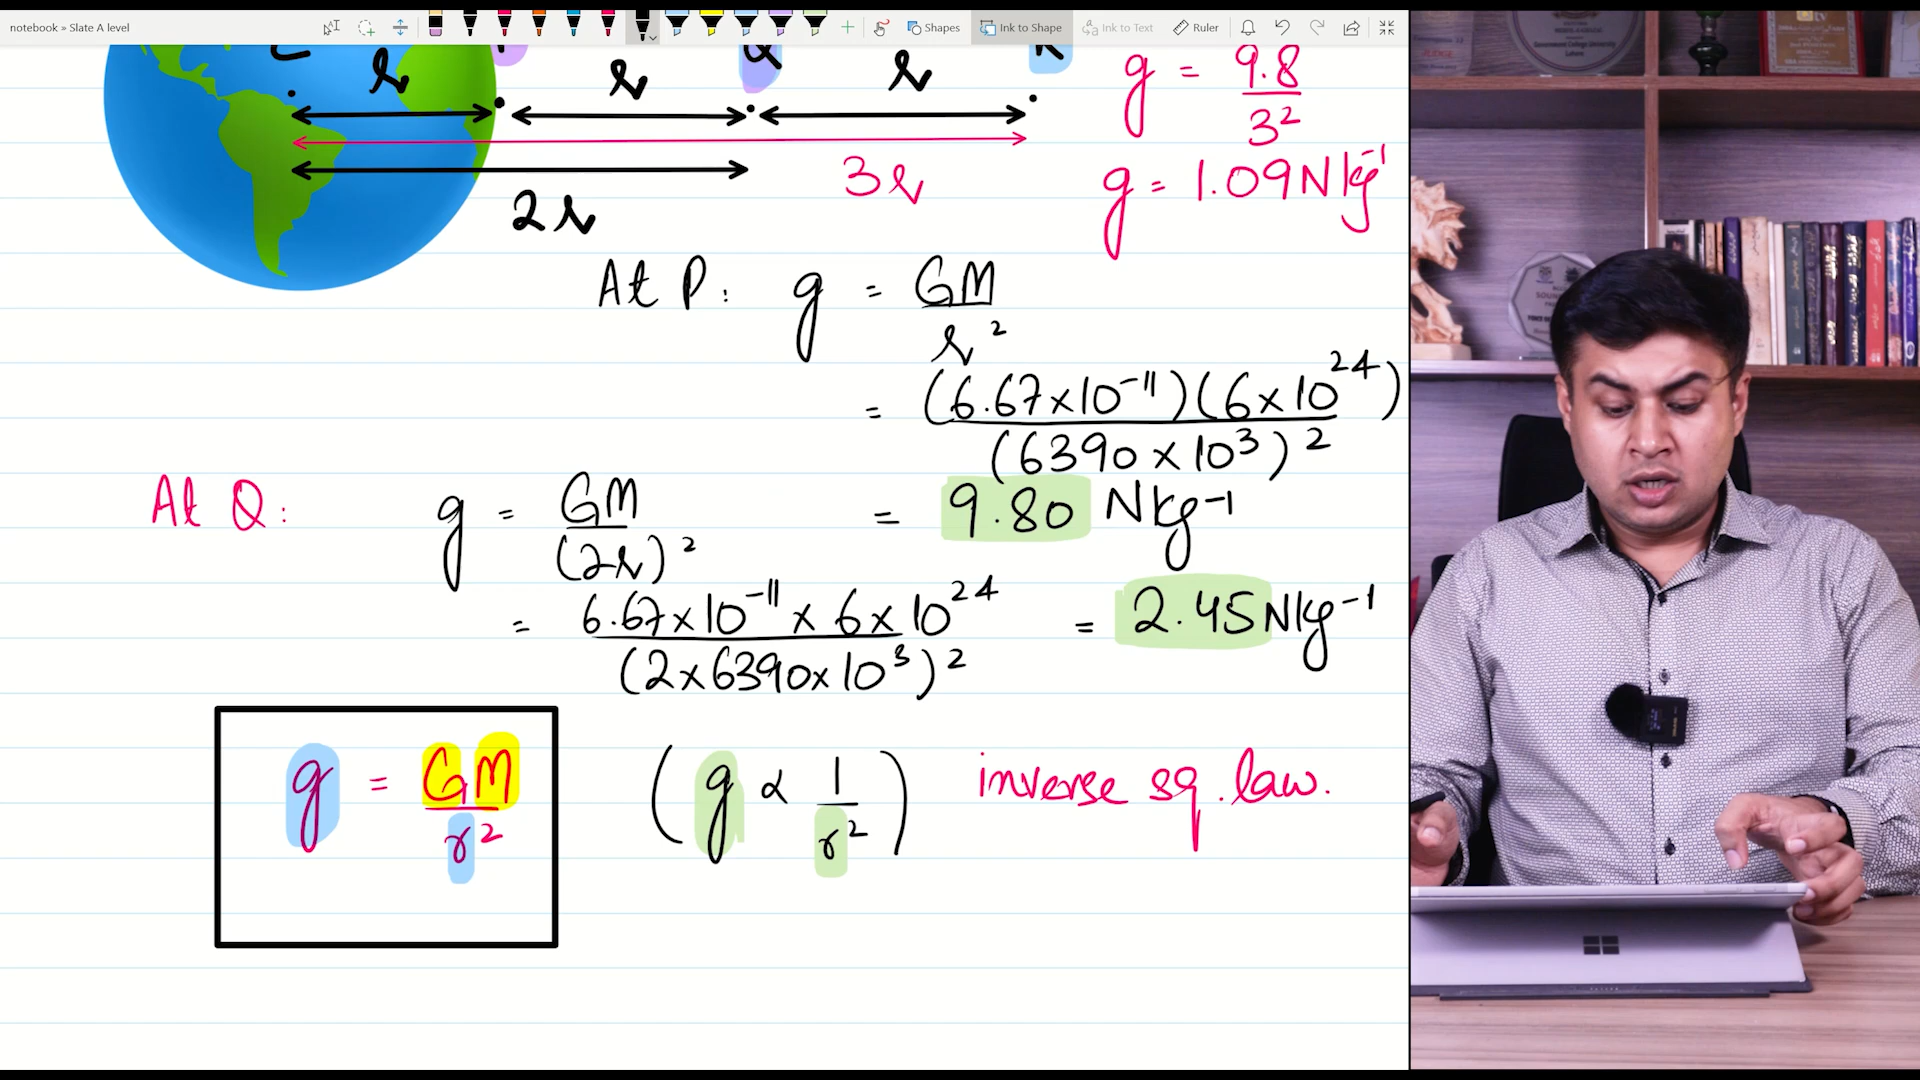 notebook » Slate A level
Shapes
Ink to Shape
Ink to Text
Ruler
r r r
g = 9.8 / 3²
3r
g = 1.09 N kg⁻¹
2r
At P: g = GM / r²
= (6.67×10⁻¹¹)(6×10²⁴) / (6390×10³)²
= 9.80 N kg⁻¹
At Q: g = GM / (2r)²
= 6.67×10⁻¹¹ × 6×10²⁴ / (2×6390×10³)² = 2.45 N kg⁻¹
g = GM / r²
(g ∝ 1 / r²) inverse sq. law.